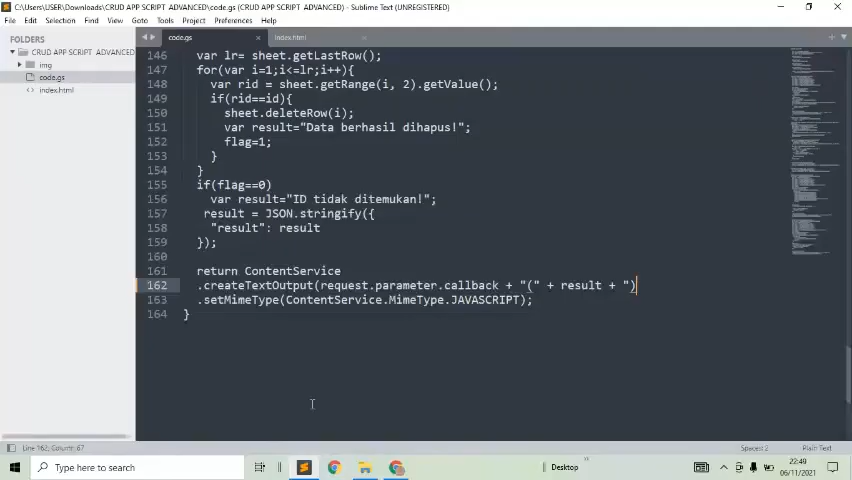 C:\Users\USER\Downloads\CRUD APP SCRIPT_ADVANCED\code.gs (CRUD APP SCRIPT_ADVANCED) - Sublime Text (UNREGISTERED)
File Edit Selection Find View Goto Tools Project Preferences Help
FOLDERS
CRUD APP SCRIPT_ADVANCED
img
code.gs
index.html
code.gs
index.html
146 var lr= sheet.getLastRow();
147 for(var i=1;i<=lr;i++){
148 var rid = sheet.getRange(i, 2).getValue();
149 if(rid==id){
150 sheet.deleteRow(i);
151 var result="Data berhasil dihapus!";
152 flag=1;
153 }
154 }
155 if(flag==0)
156 var result="ID tidak ditemukan!";
157 result = JSON.stringify({
158 "result": result
159 });
160
161 return ContentService
162 .createTextOutput(request.parameter.callback + "(" + result + ")
163 .setMimeType(ContentService.MimeType.JAVASCRIPT);
164 }
Line 162; Column: 67
Spaces: 2
Plain Text
Type here to search
Desktop
22:49
06/11/2021